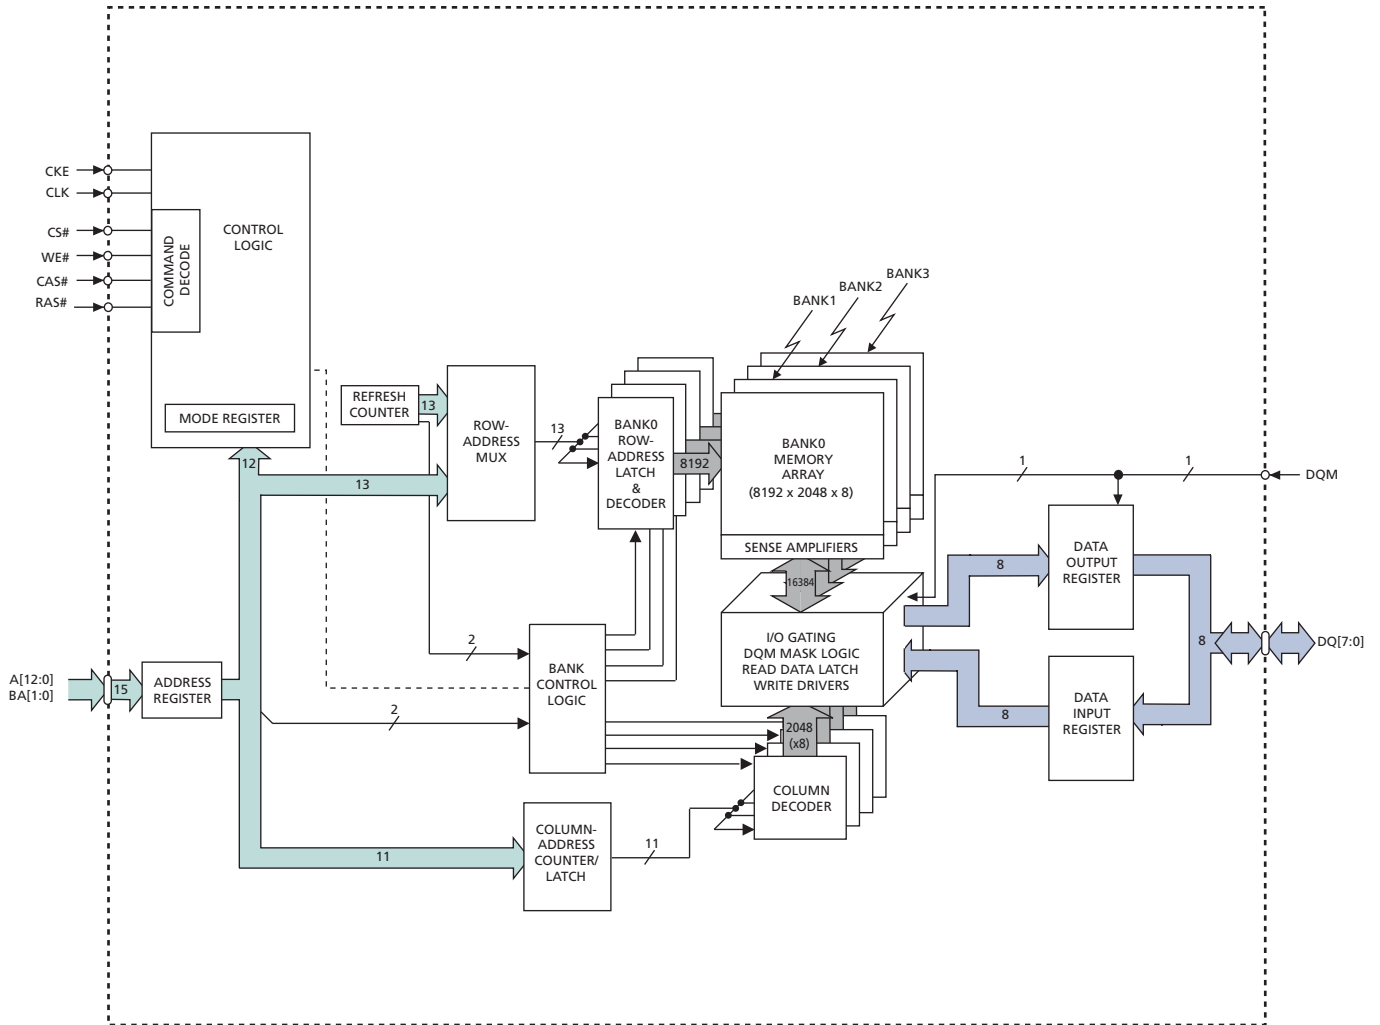 CKE
CLK
CS#
WE#
CAS#
RAS#
COMMAND
DECODE
CONTROL
LOGIC
MODE REGISTER
12
REFRESH
COUNTER
13
13
ROW-
ADDRESS
MUX
13
BANK0
ROW-
ADDRESS
LATCH
&
DECODER
8192
BANK1
BANK2
BANK3
BANK0
MEMORY
ARRAY
(8192 x 2048 x 8)
SENSE AMPLIFIERS
16384
I/O GATING
DQM MASK LOGIC
READ DATA LATCH
WRITE DRIVERS
2048
(x8)
COLUMN
DECODER
1
1
DQM
DATA
OUTPUT
REGISTER
8
8
DQ[7:0]
DATA
INPUT
REGISTER
8
A[12:0]
BA[1:0]
15
ADDRESS
REGISTER
2
2
BANK
CONTROL
LOGIC
11
COLUMN-
ADDRESS
COUNTER/
LATCH
11